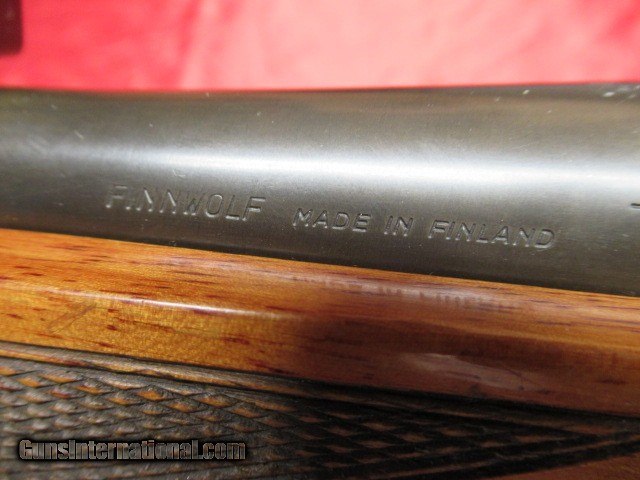 FINNWOLF MADE IN FINLAND
GunsInternational.com